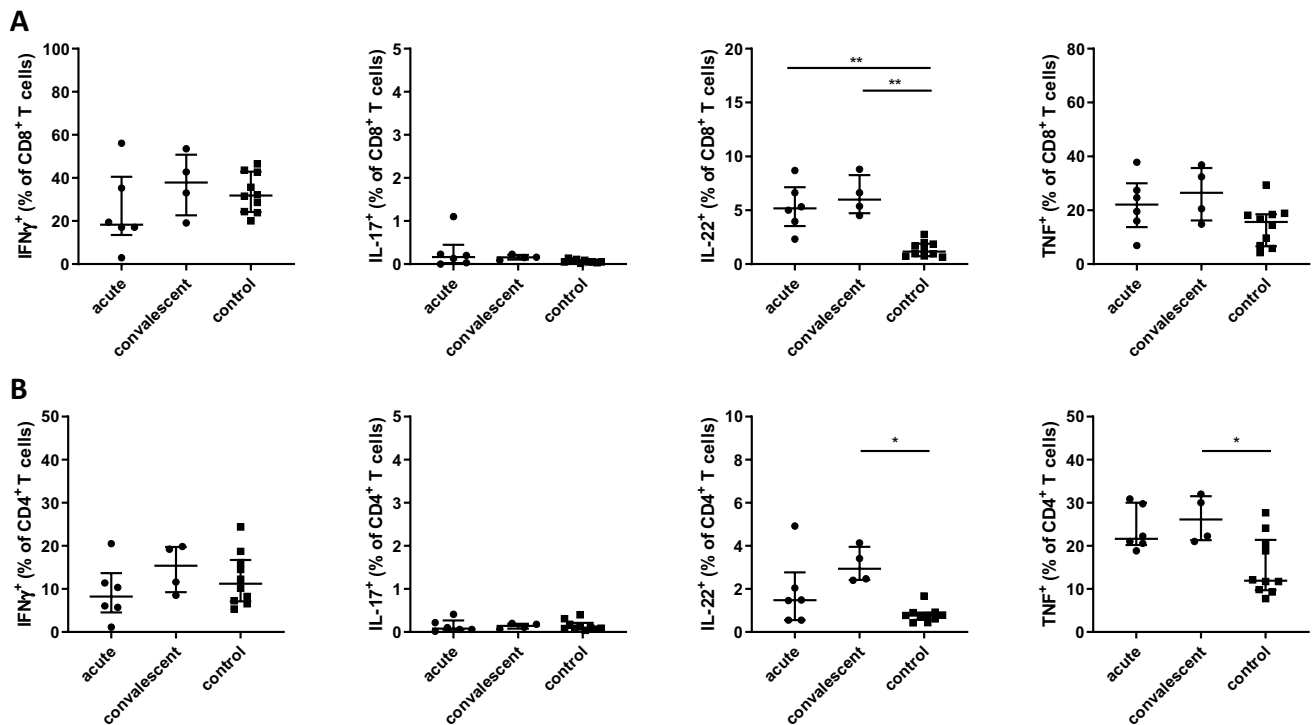 A
IFNγ⁺ (% of CD8⁺ T cells)
100
80
60
40
20
0
acute
convalescent
control
IL-17⁺ (% of CD8⁺ T cells)
5
4
3
2
1
0
acute
convalescent
control
IL-22⁺ (% of CD8⁺ T cells)
20
15
10
5
0
**
**
acute
convalescent
control
TNF⁺ (% of CD8⁺ T cells)
80
60
40
20
0
acute
convalescent
control
B
IFNγ⁺ (% of CD4⁺ T cells)
50
40
30
20
10
0
acute
convalescent
control
IL-17⁺ (% of CD4⁺ T cells)
5
4
3
2
1
0
acute
convalescent
control
IL-22⁺ (% of CD4⁺ T cells)
10
8
6
4
2
0
*
acute
convalescent
control
TNF⁺ (% of CD4⁺ T cells)
50
40
30
20
10
0
*
acute
convalescent
control